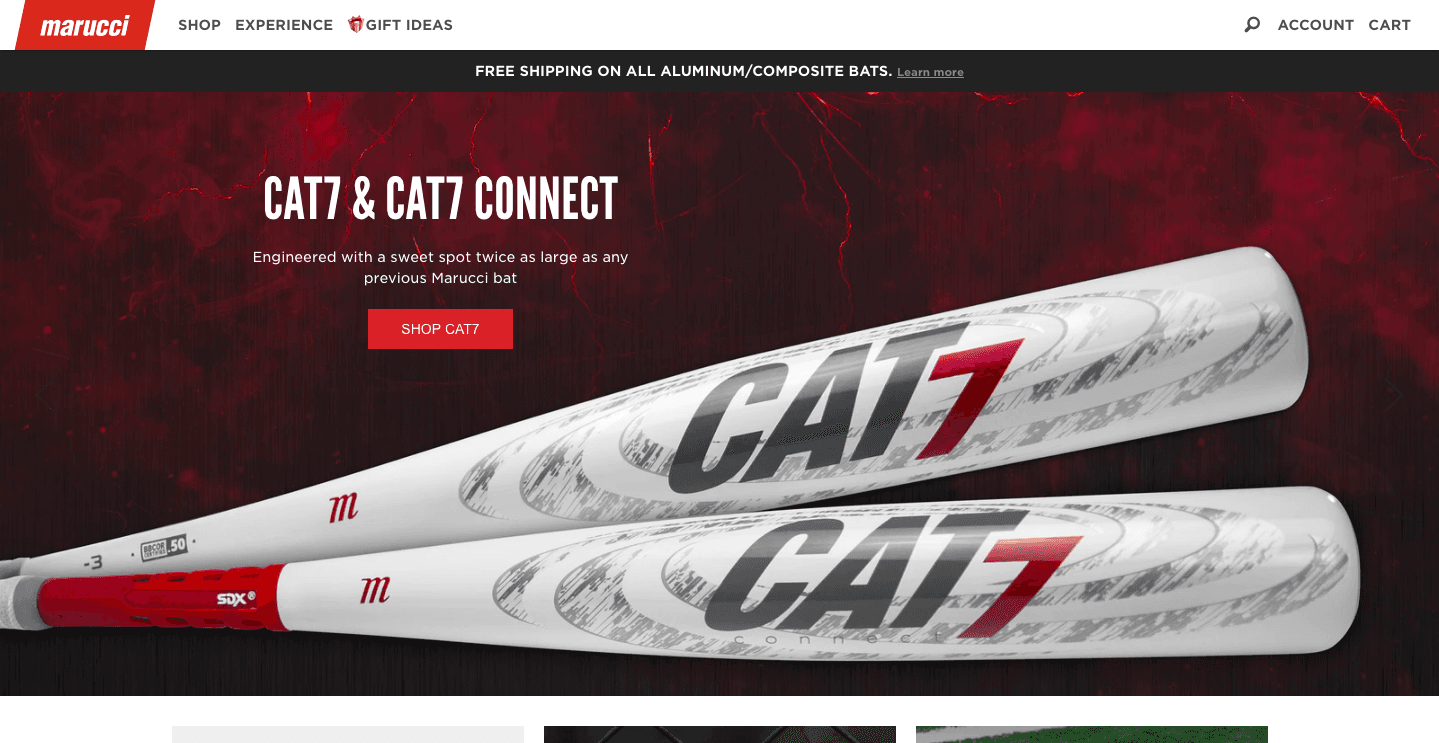 marucci
SHOP EXPERIENCE GIFT IDEAS
ACCOUNT CART
FREE SHIPPING ON ALL ALUMINUM/COMPOSITE BATS. Learn more
CAT7 & CAT7 CONNECT
Engineered with a sweet spot twice as large as any
previous Marucci bat
SHOP CAT7
CAT7
m
BBCOR
CERTIFIED .50
-3
CAT7
connect
m
SDX®